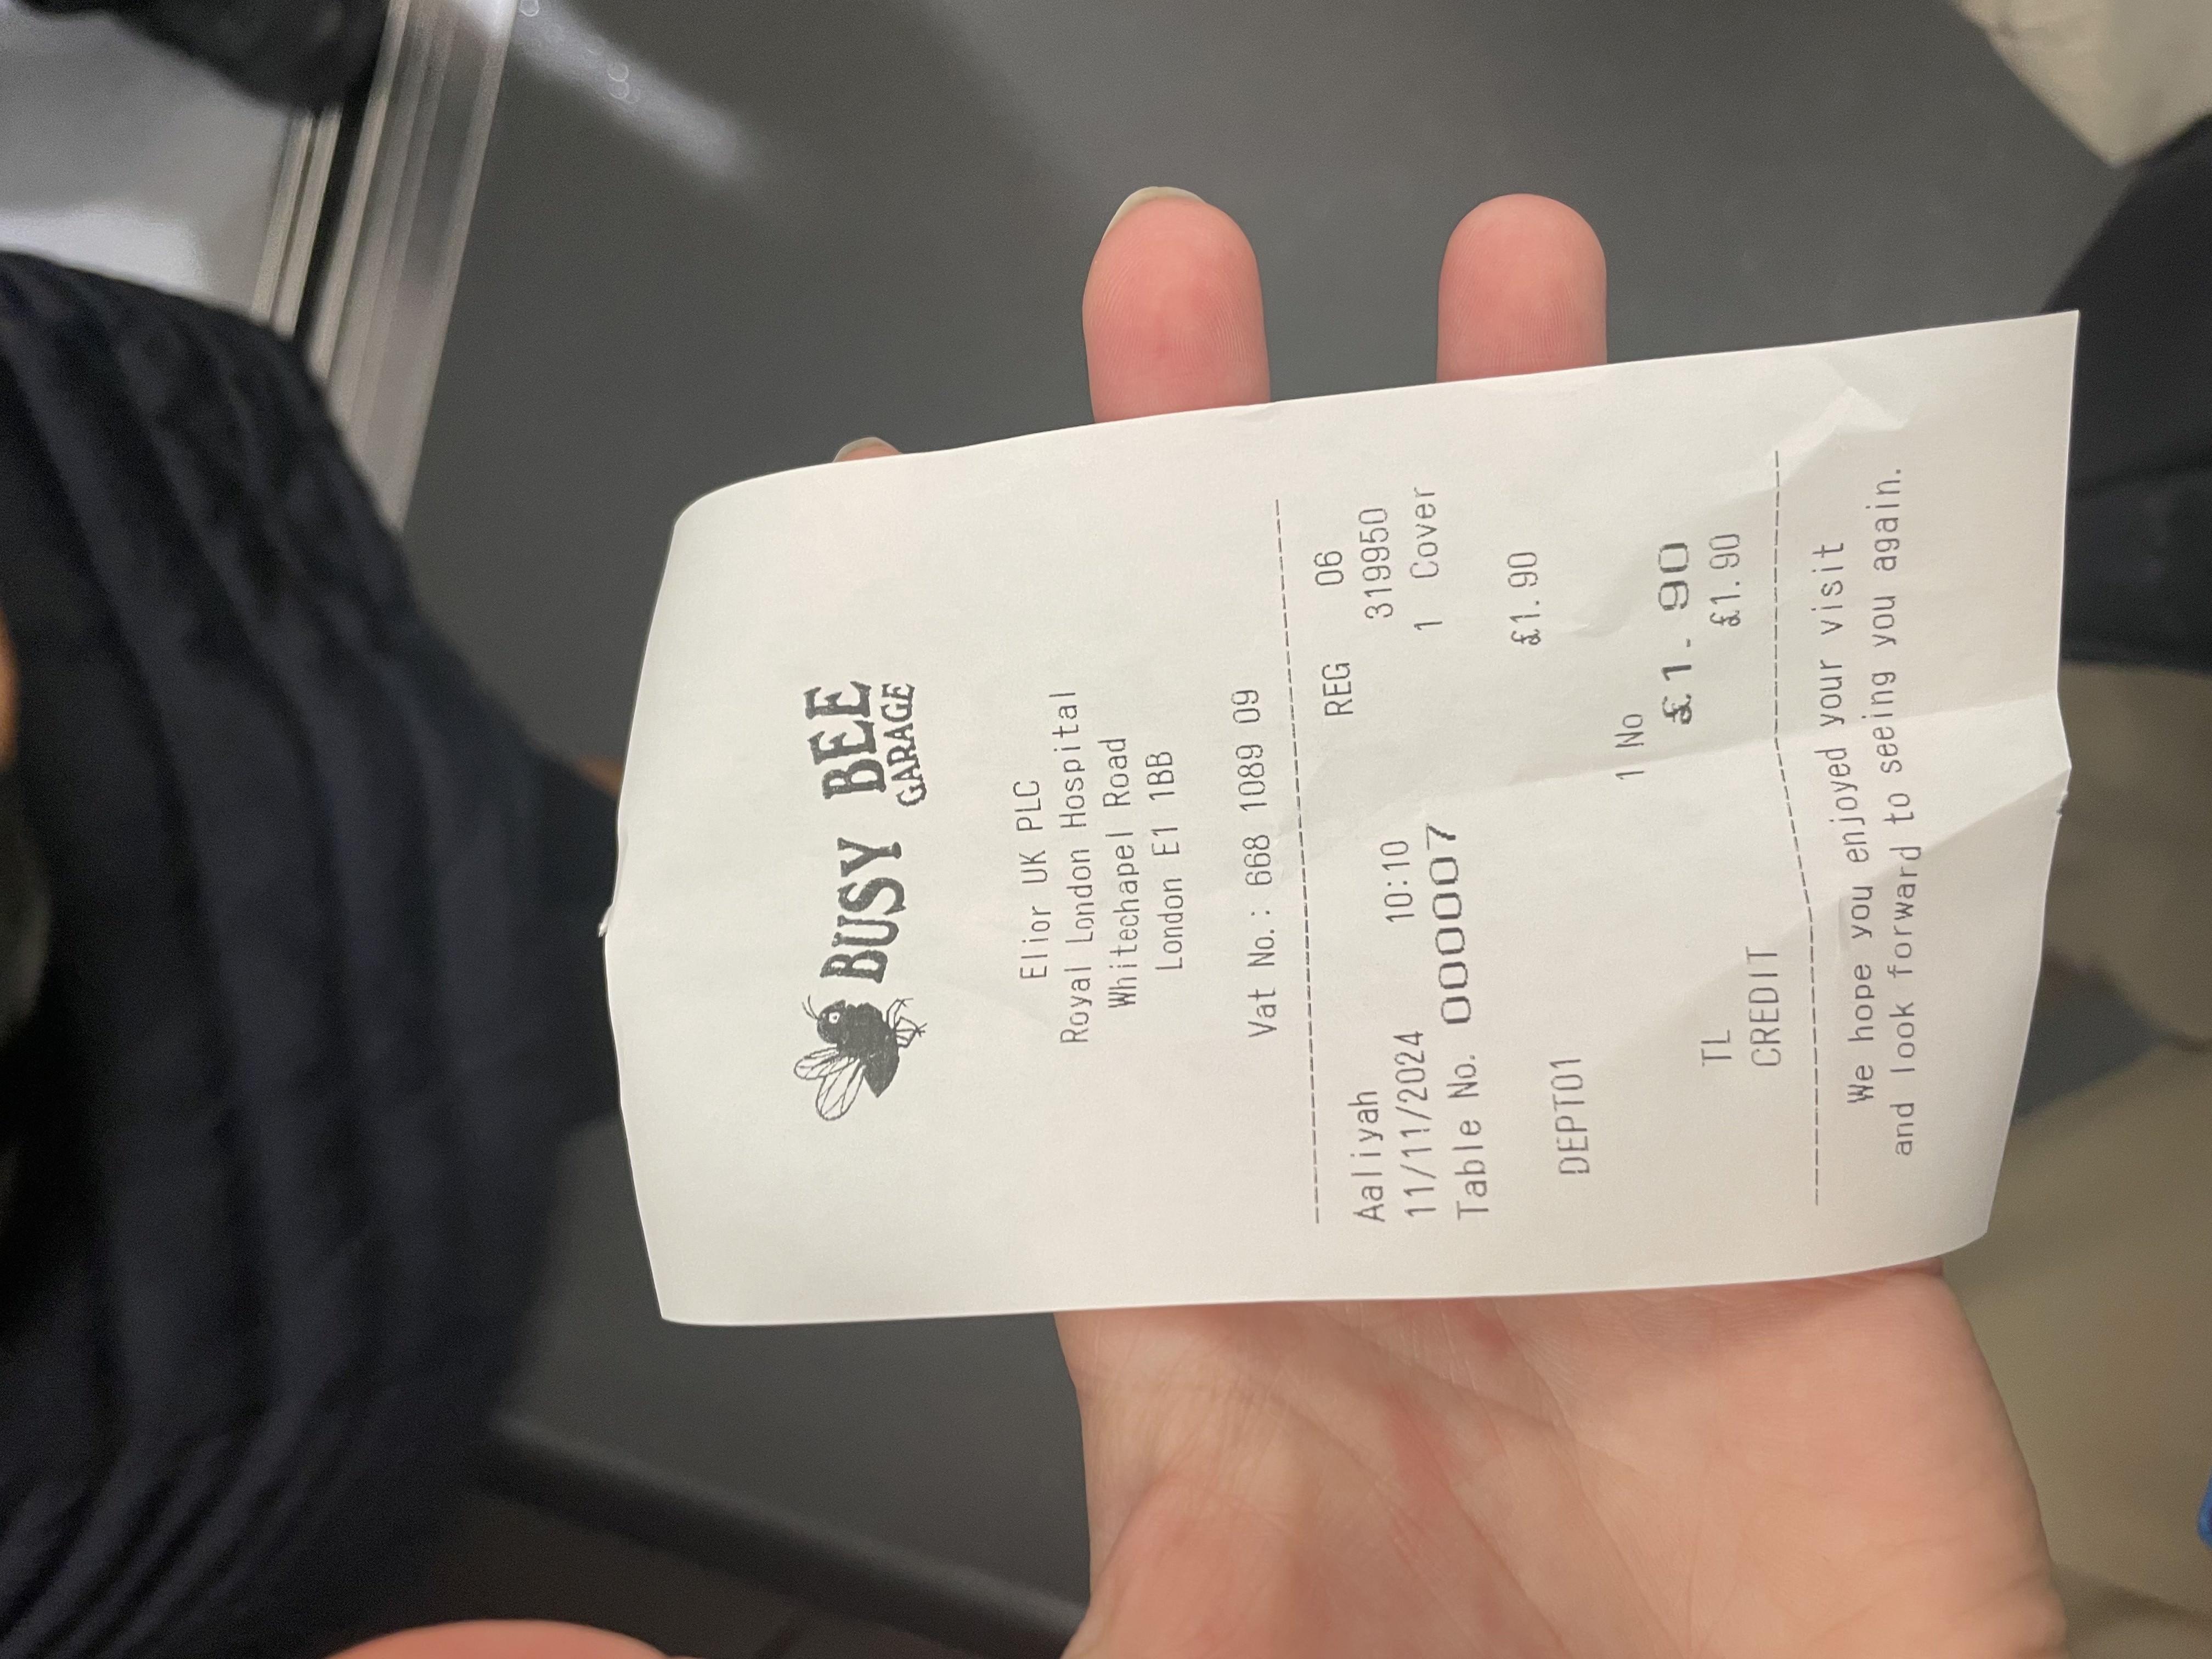 BUSY BEE
GARAGE
Elior UK PLC
Royal London Hospital
Whitechapel Road
London E1 1BB
Vat No.: 668 1089 09
Aaliyah REG 06
11/11/2024 10:10 319950
Table No. 000007 1 Cover
DEPT01 £1.90
1 No
TL £1.90
CREDIT £1.90
We hope you enjoyed your visit
and look forward to seeing you again.